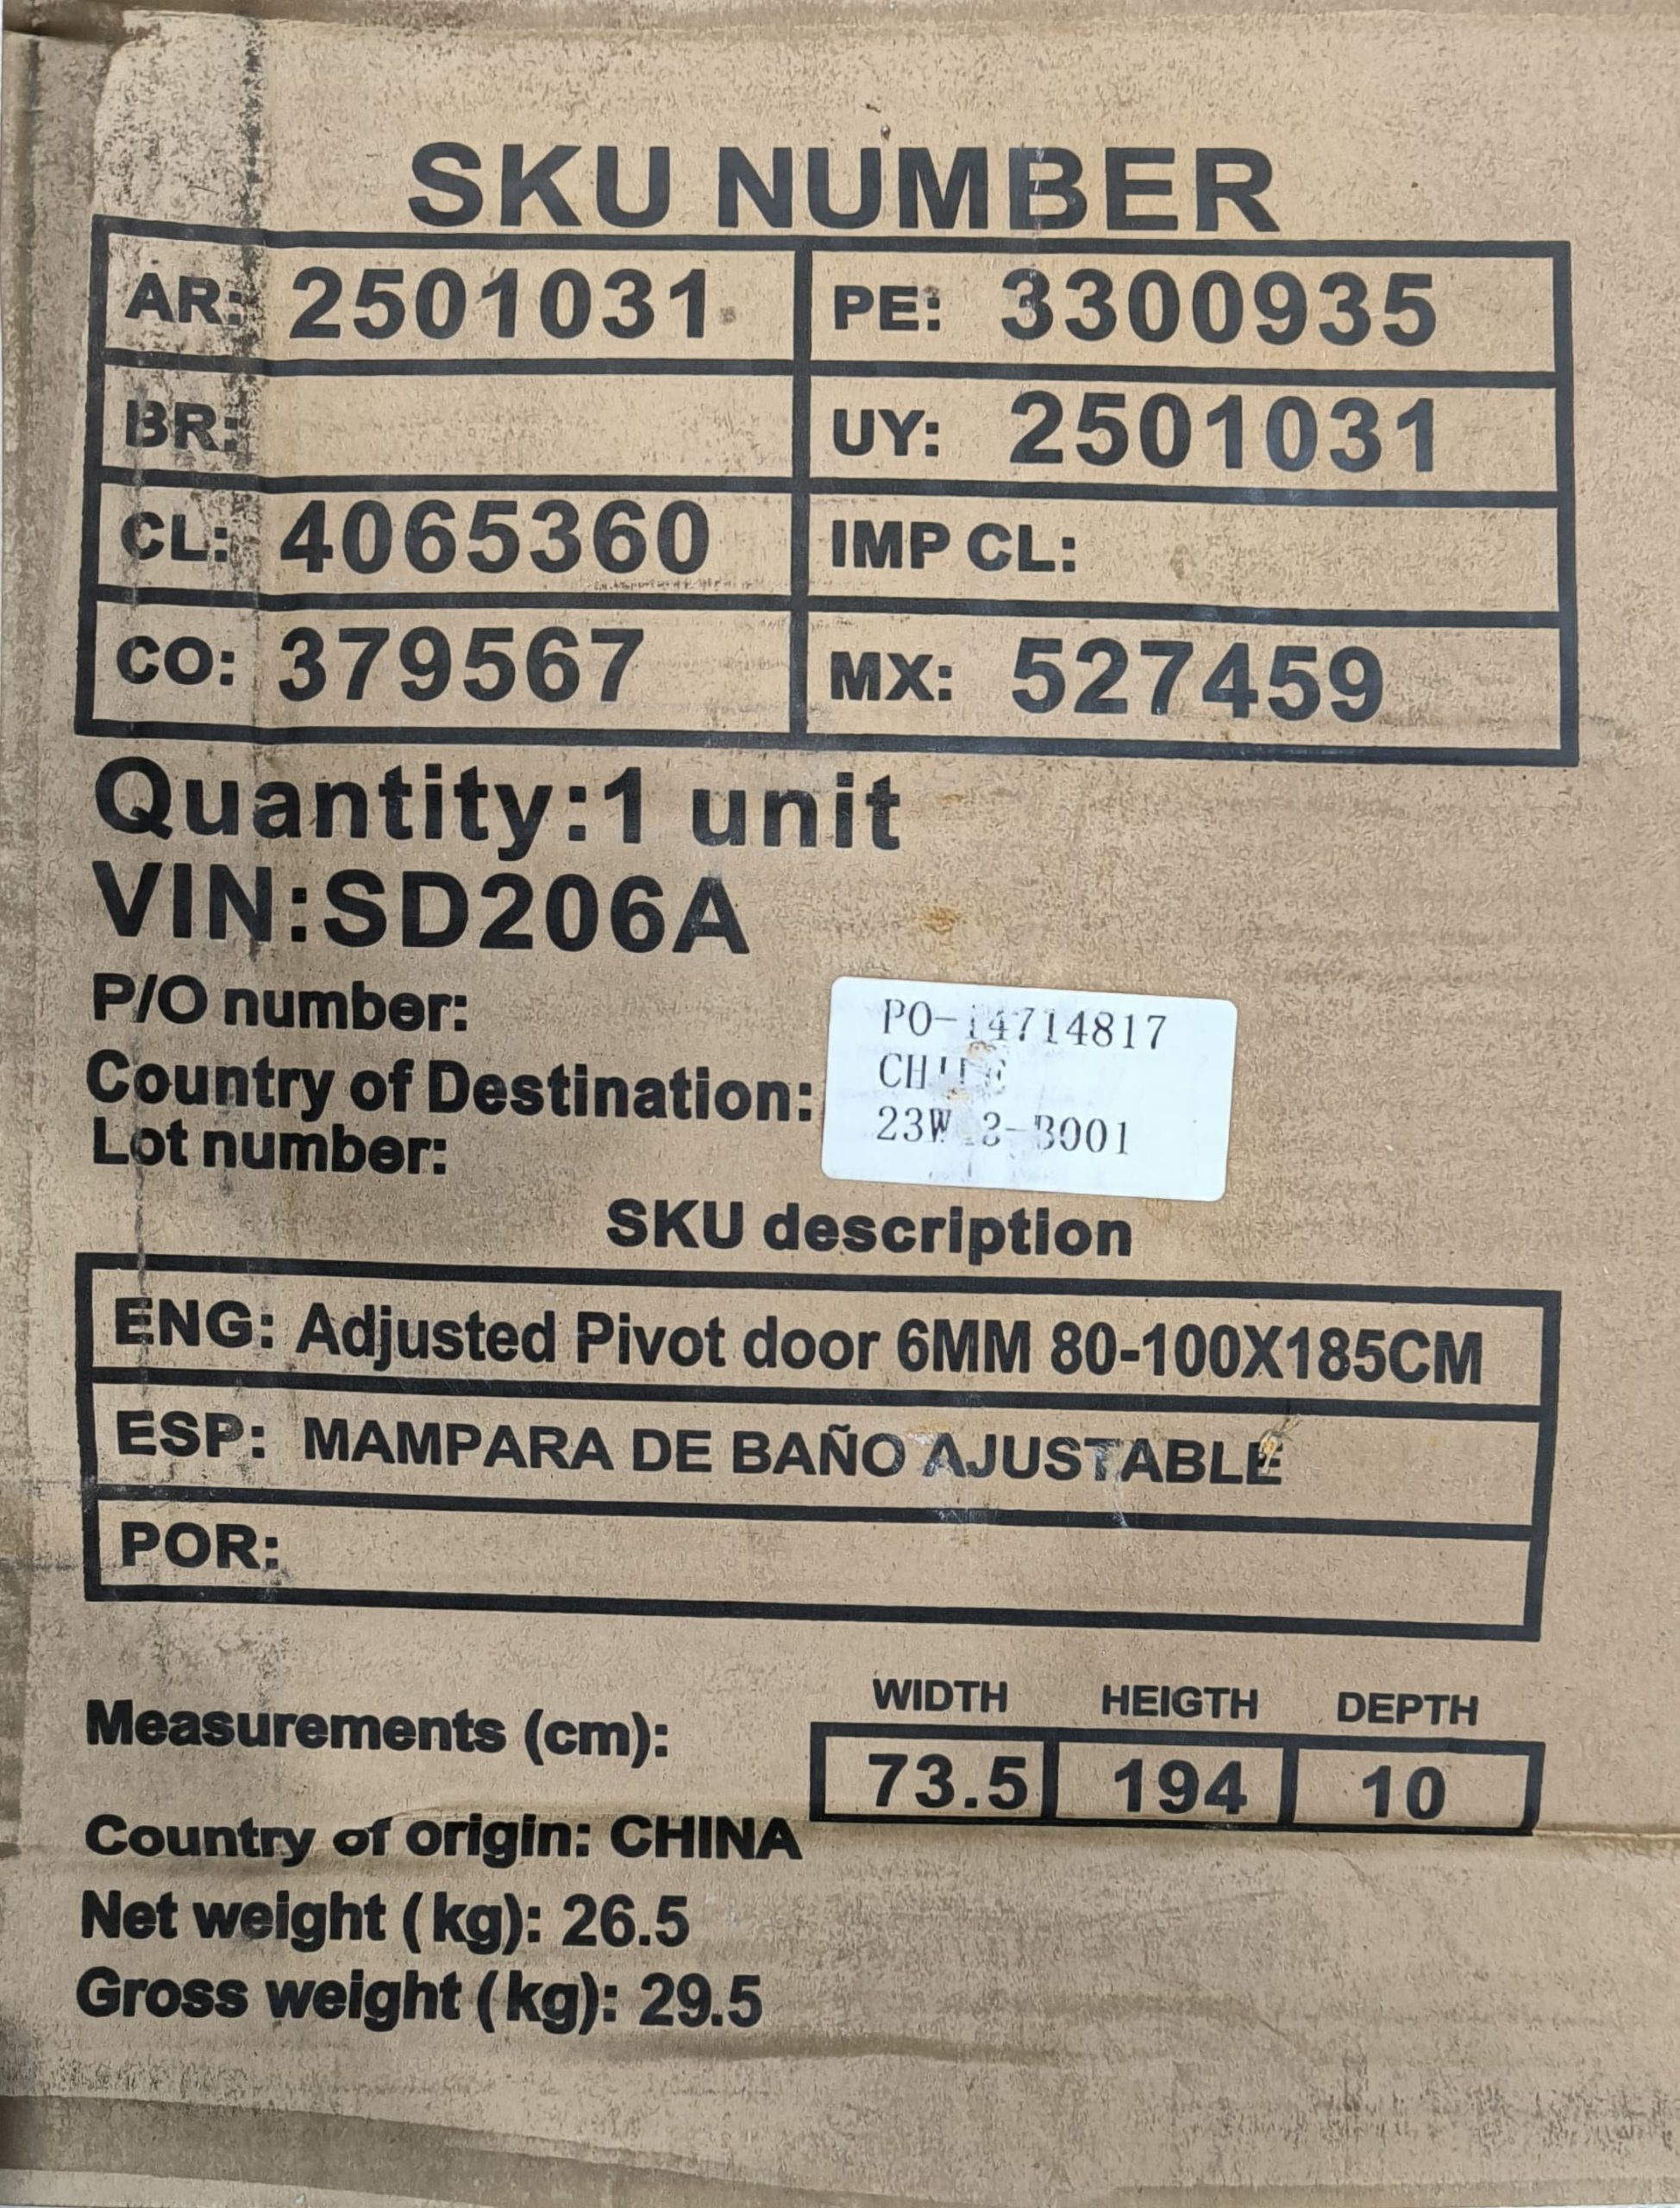 SKU NUMBER
AR: 2501031 PE: 3300935
BR: UY: 2501031
CL: 4065360 IMP CL:
CO: 379567 MX: 527459
Quantity:1 unit
VIN:SD206A
P/O number: PO-14714817
Country of Destination: CHILE
Lot number:
SKU description
ENG: Adjusted Pivot door 6MM 80-100X185CM
ESP: MAMPARA DE BAÑO AJUSTABLE
POR:
WIDTH HEIGTH DEPTH
Measurements (cm): 73.5 194 10
Country of origin: CHINA
Net weight (kg): 26.5
Gross weight (kg): 29.5